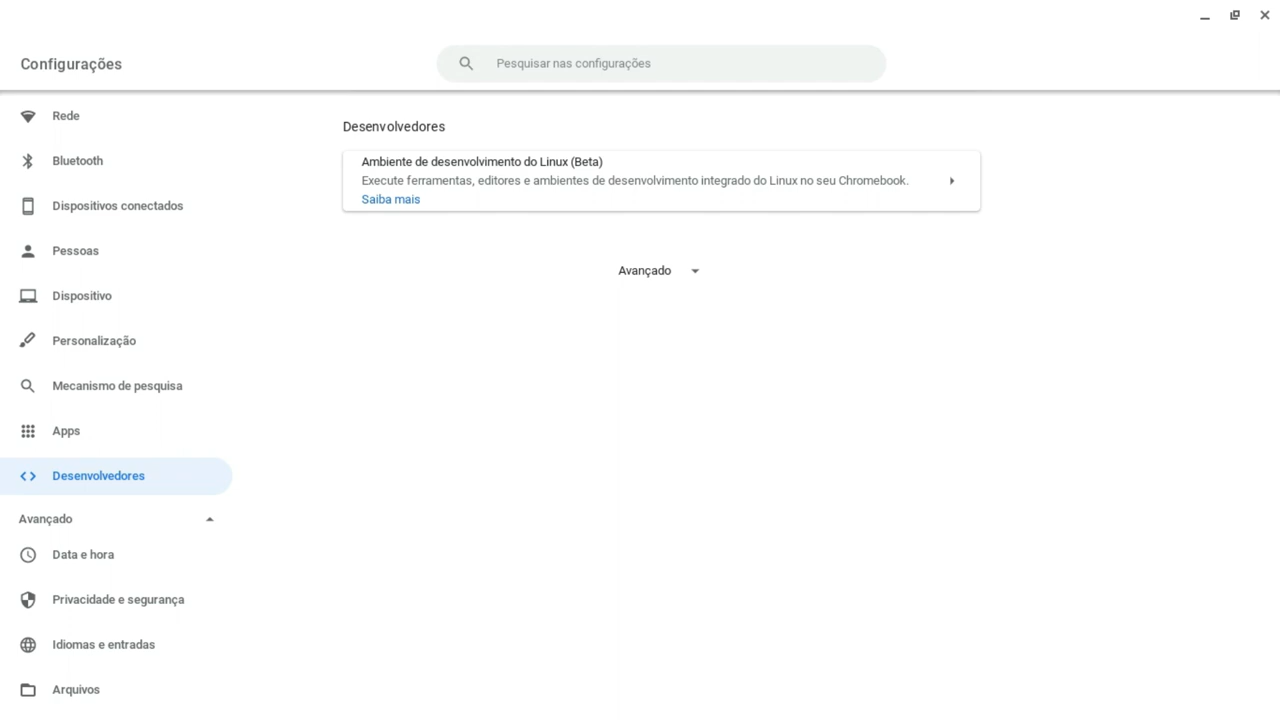 Configurações
Pesquisar nas configurações
Rede
Bluetooth
Dispositivos conectados
Pessoas
Dispositivo
Personalização
Mecanismo de pesquisa
Apps
Desenvolvedores
Avançado
Data e hora
Privacidade e segurança
Idiomas e entradas
Arquivos
Desenvolvedores
Ambiente de desenvolvimento do Linux (Beta)
Execute ferramentas, editores e ambientes de desenvolvimento integrado do Linux no seu Chromebook.
Saiba mais
Avançado